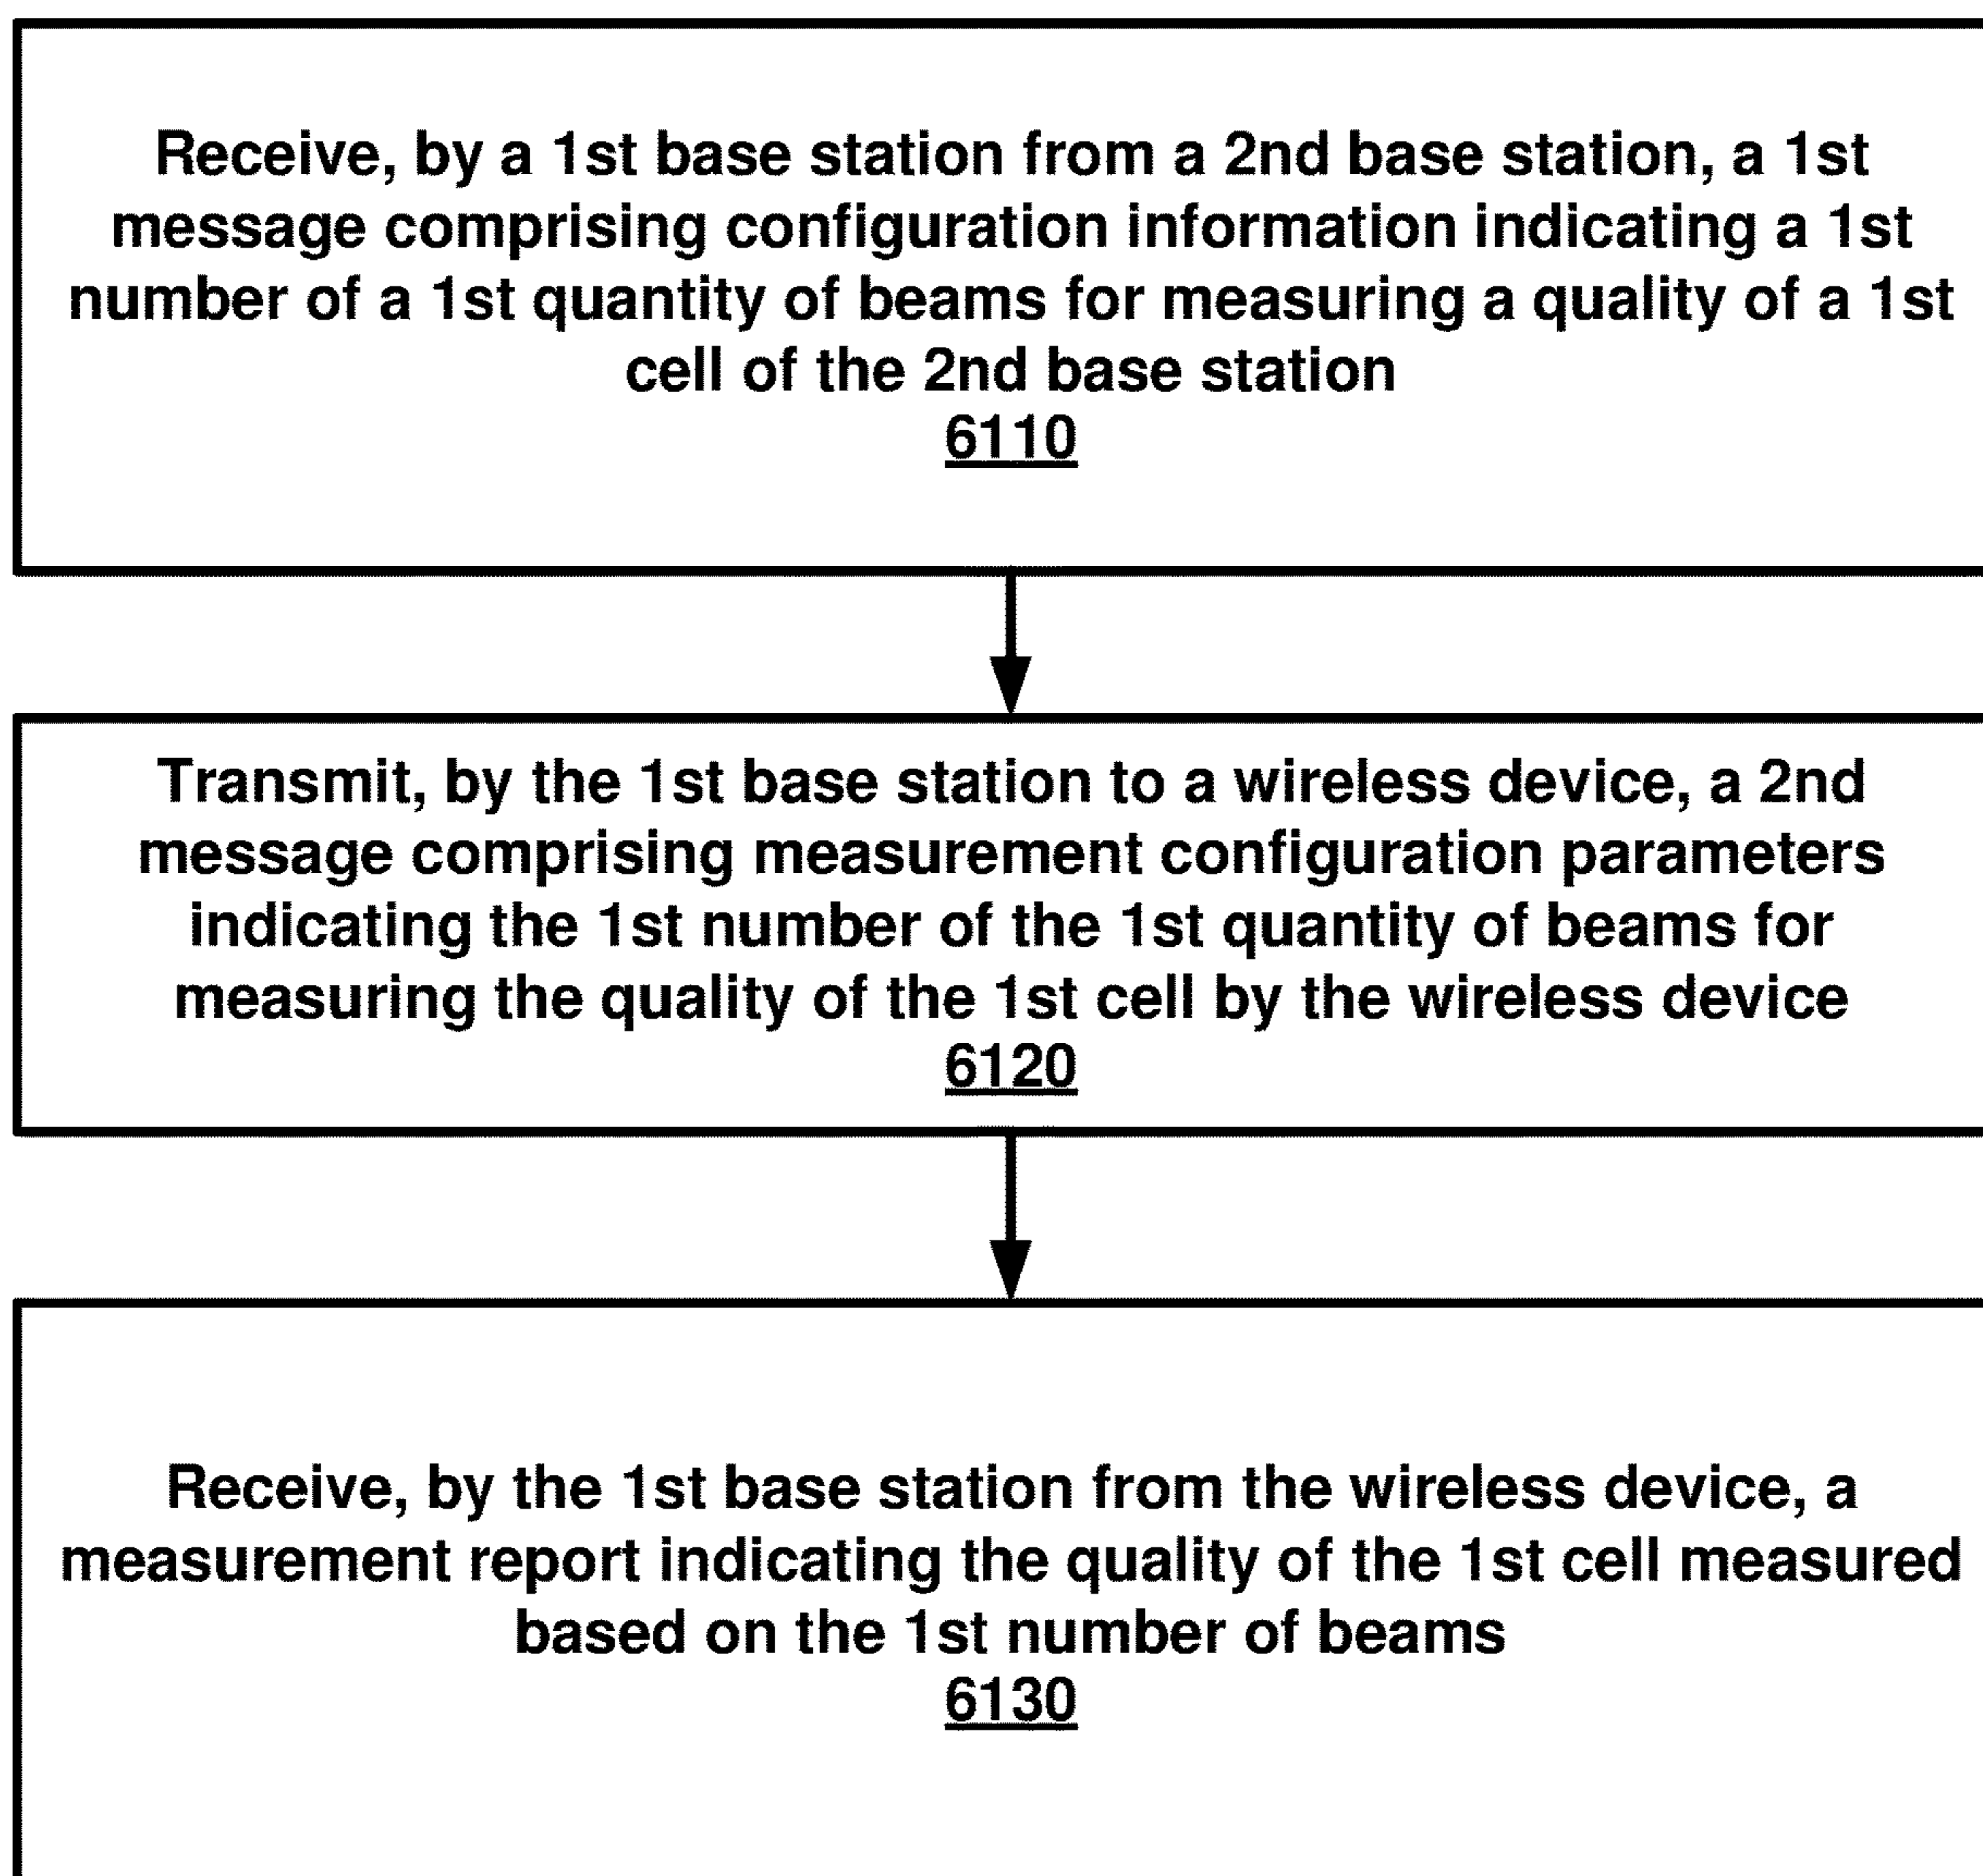 Receive, by a 1st base station from a 2nd base station, a 1st
message comprising configuration information indicating a 1st
number of a 1st quantity of beams for measuring a quality of a 1st
cell of the 2nd base station
6110
Transmit, by the 1st base station to a wireless device, a 2nd
message comprising measurement configuration parameters
indicating the 1st number of the 1st quantity of beams for
measuring the quality of the 1st cell by the wireless device
6120
Receive, by the 1st base station from the wireless device, a
measurement report indicating the quality of the 1st cell measured
based on the 1st number of beams
6130